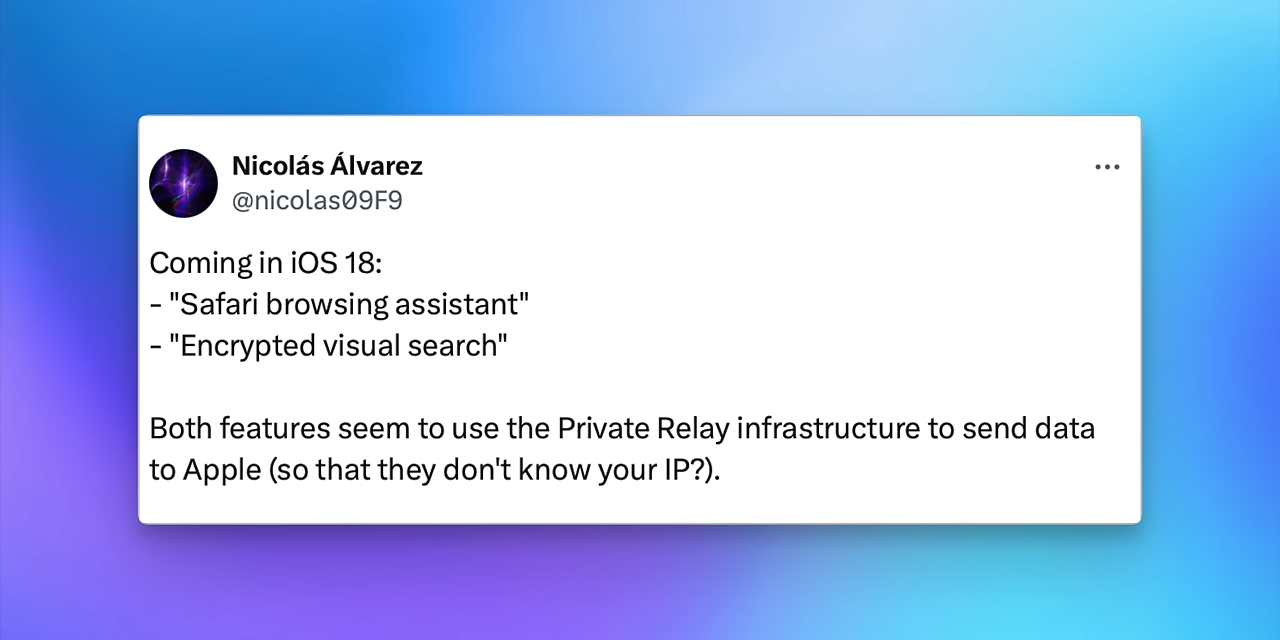 Nicolás Álvarez
@nicolas09F9
Coming in iOS 18:
- "Safari browsing assistant"
- "Encrypted visual search"
Both features seem to use the Private Relay infrastructure to send data
to Apple (so that they don't know your IP?).